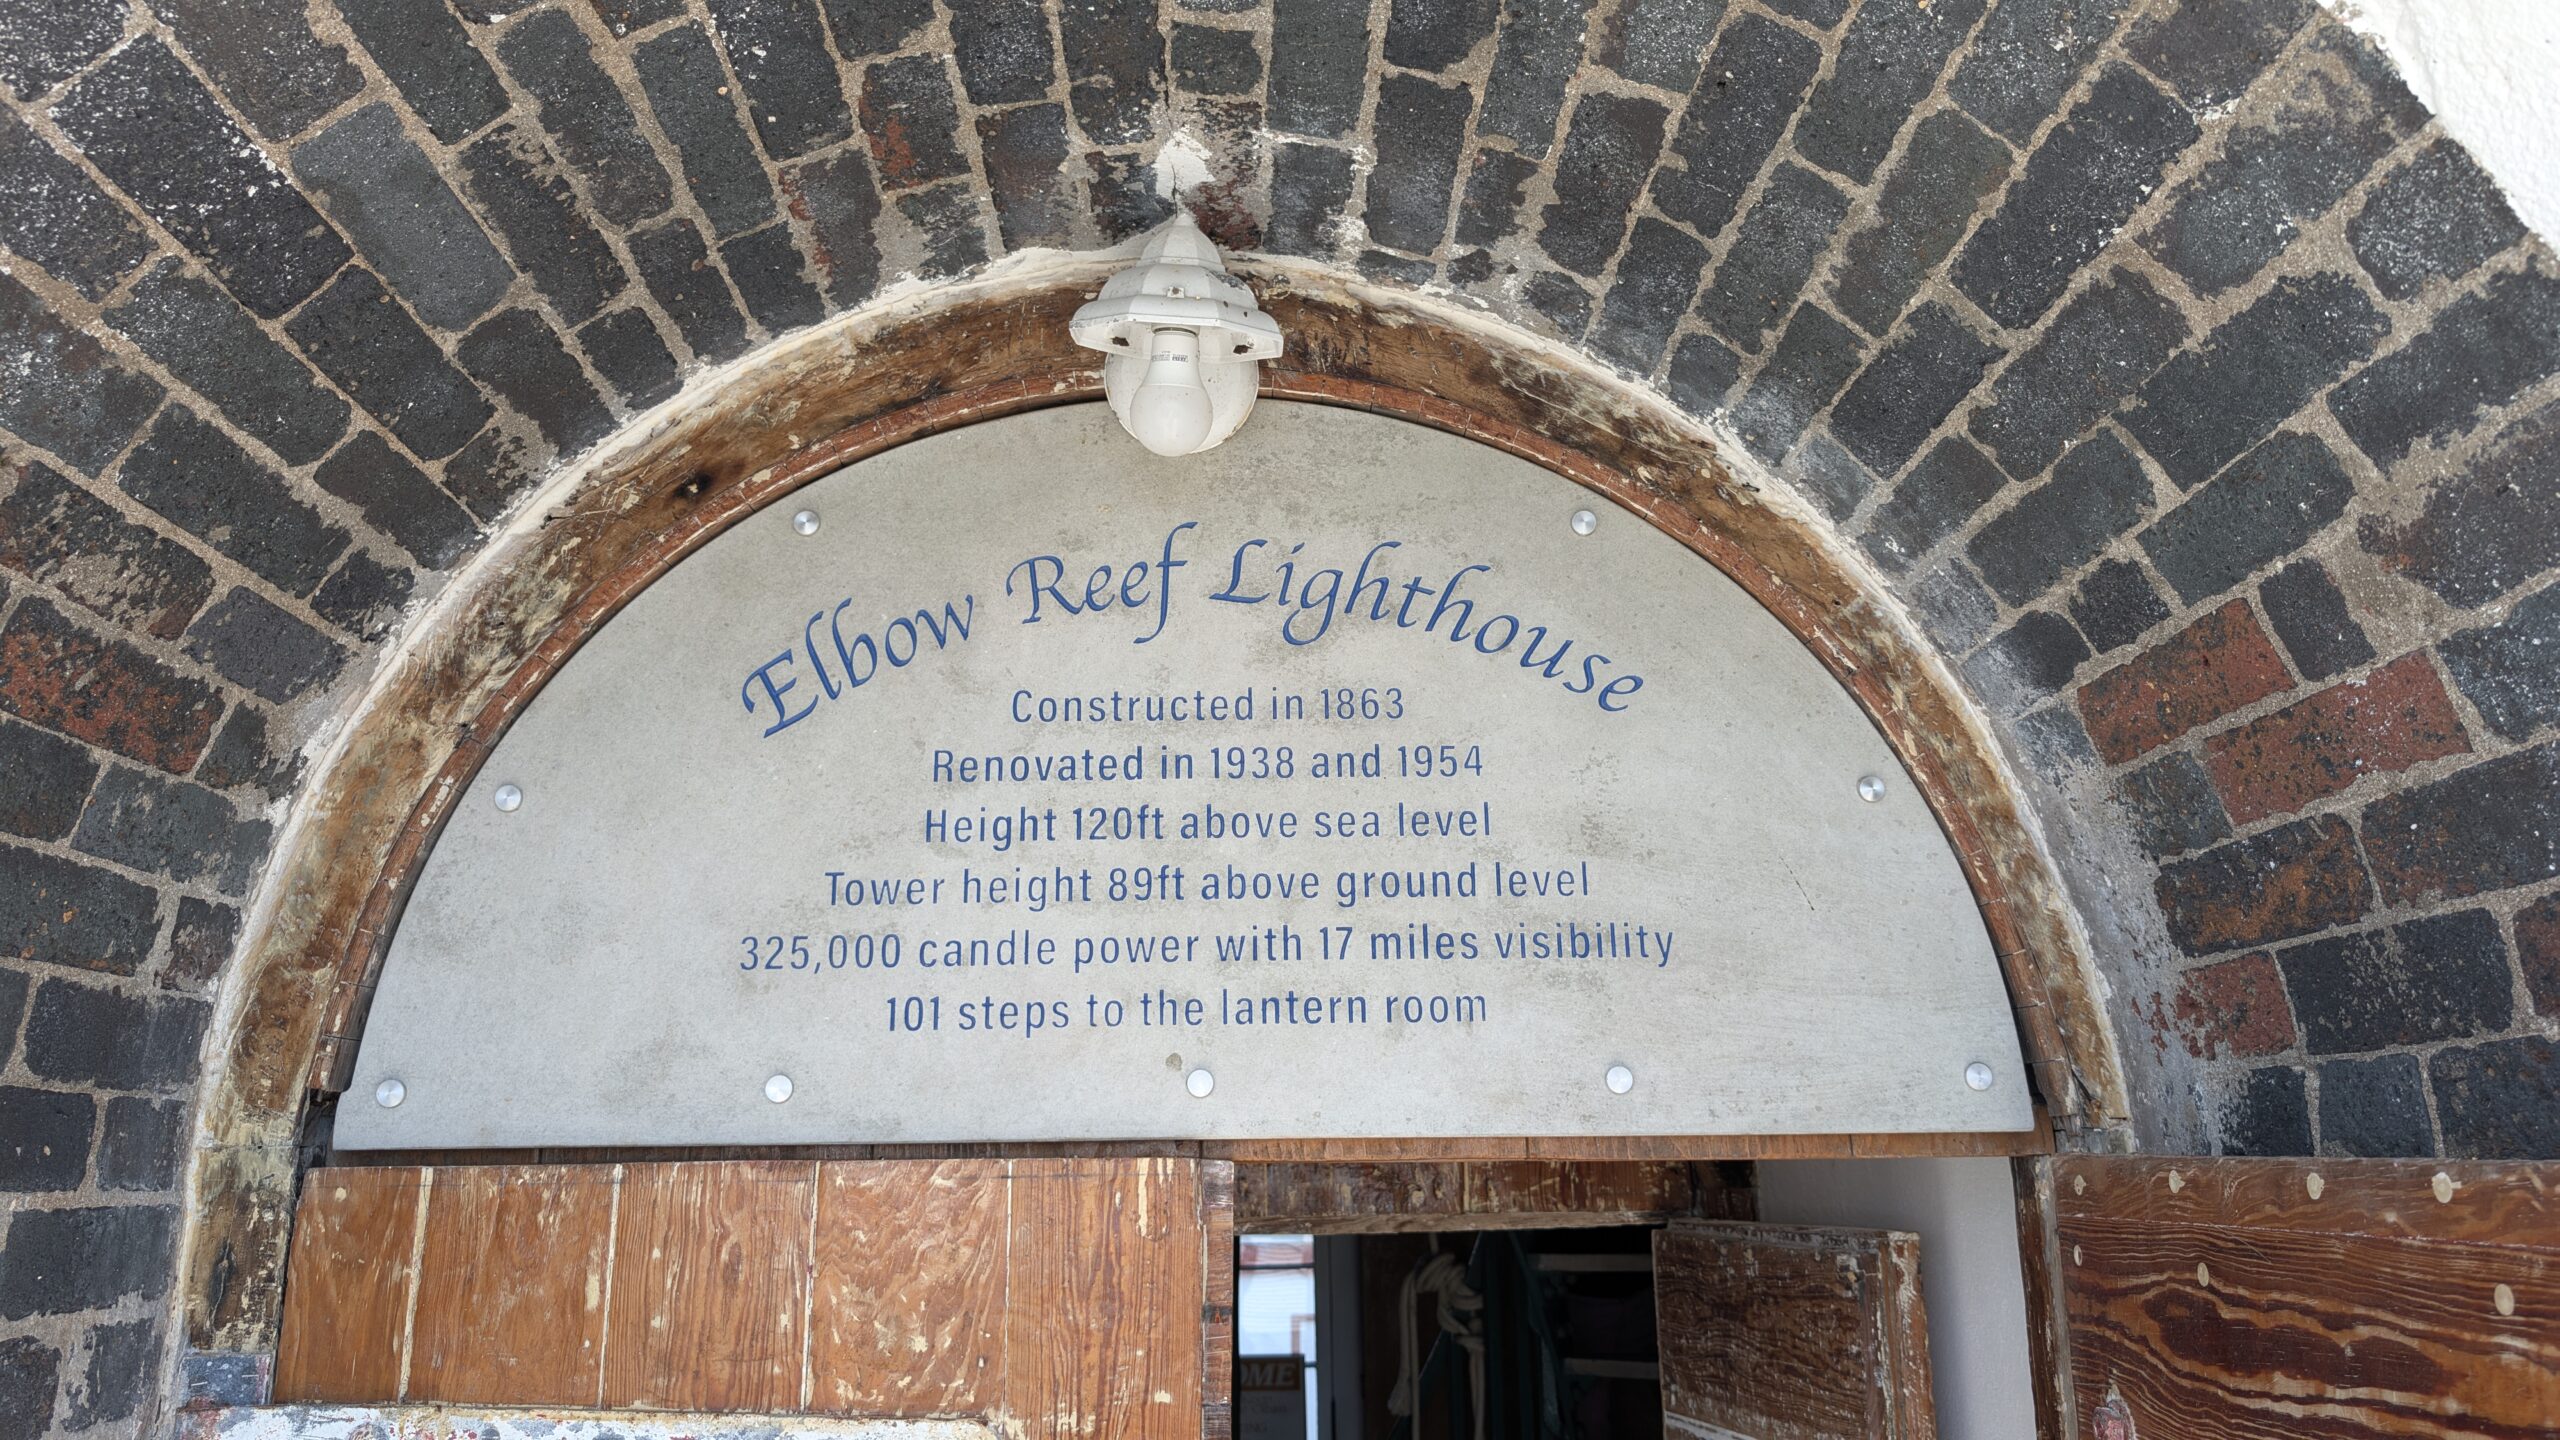 Elbow Reef Lighthouse
Constructed in 1863
Renovated in 1938 and 1954
Height 120ft above sea level
Tower height 89ft above ground level
325,000 candle power with 17 miles visibility
101 steps to the lantern room
OME